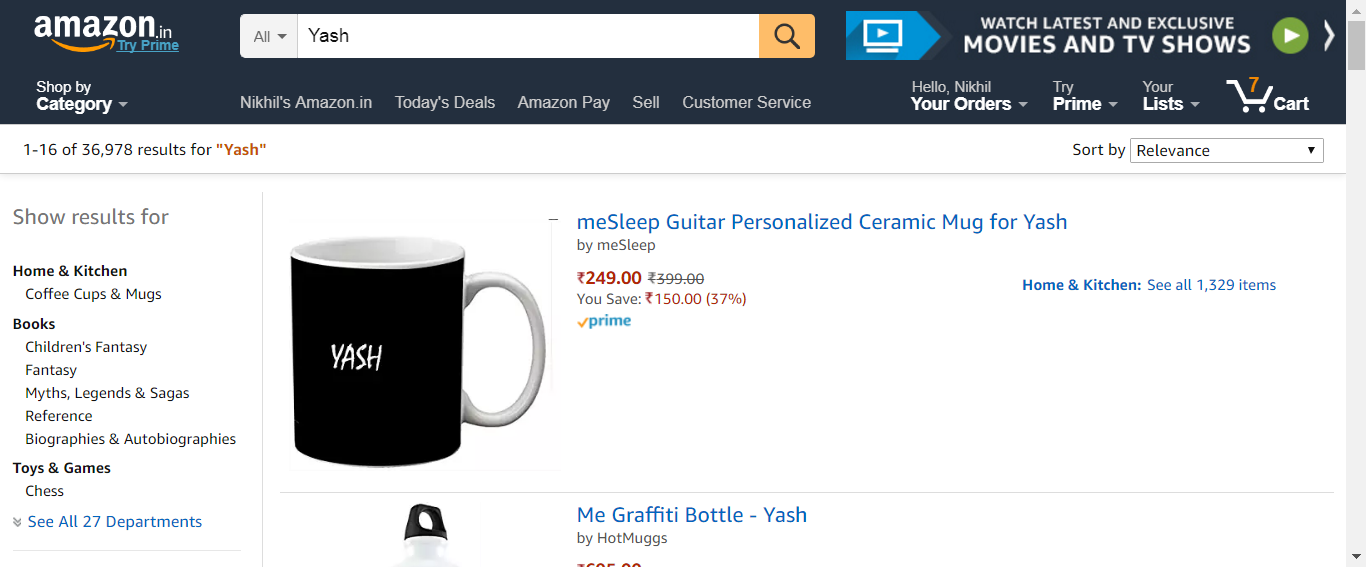 amazon.in
Try Prime
All
Yash
WATCH LATEST AND EXCLUSIVE
MOVIES AND TV SHOWS
Shop by
Category
Nikhil's Amazon.in
Today's Deals
Amazon Pay
Sell
Customer Service
Hello, Nikhil
Your Orders
Try
Prime
Your
Lists
7
Cart
1-16 of 36,978 results for "Yash"
Sort by Relevance
Show results for
Home & Kitchen
Coffee Cups & Mugs
Books
Children's Fantasy
Fantasy
Myths, Legends & Sagas
Reference
Biographies & Autobiographies
Toys & Games
Chess
See All 27 Departments
YASH
meSleep Guitar Personalized Ceramic Mug for Yash
by meSleep
₹249.00 ₹399.00
You Save: ₹150.00 (37%)
prime
Home & Kitchen: See all 1,329 items
Me Graffiti Bottle - Yash
by HotMuggs